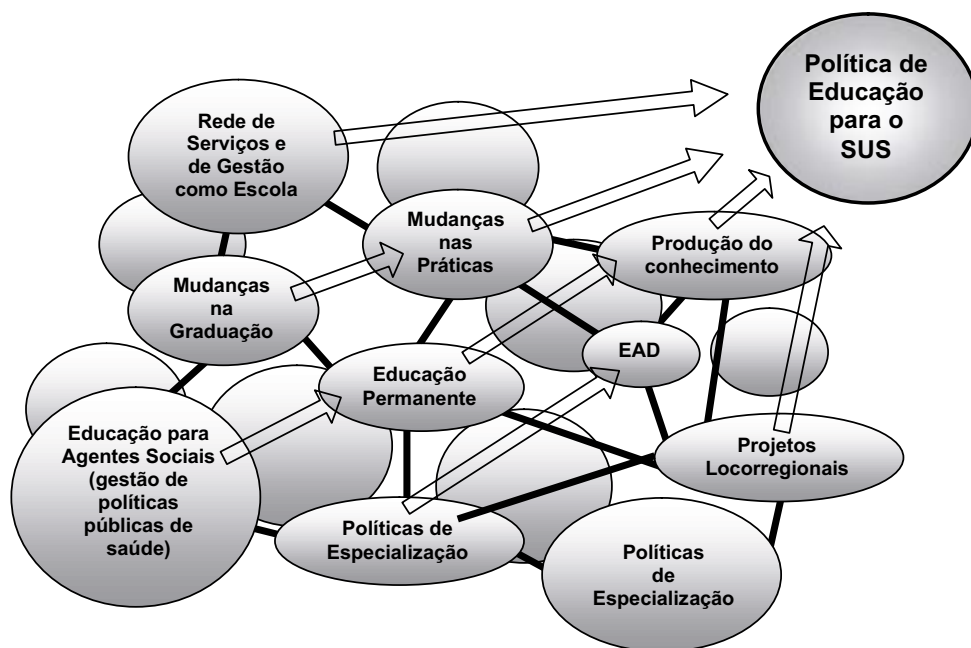 Política de
Educação
para o
SUS
Rede de
Serviços e
de Gestão
como Escola
Mudanças
nas
Práticas
Produção do
conhecimento
Mudanças
na
Graduação
EAD
Educação
Permanente
Educação para
Agentes Sociais
(gestão de
políticas
públicas de
saúde)
Projetos
Locorregionais
Políticas de
Especialização
Políticas
de
Especialização